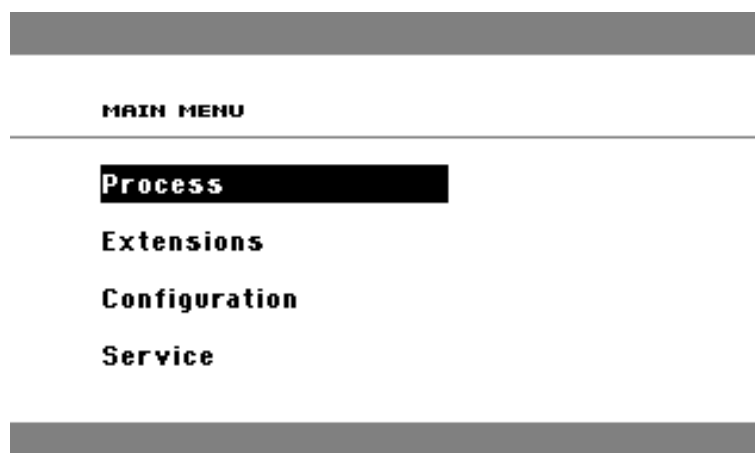 MAIN MENU
Process
Extensions
Configuration
Service